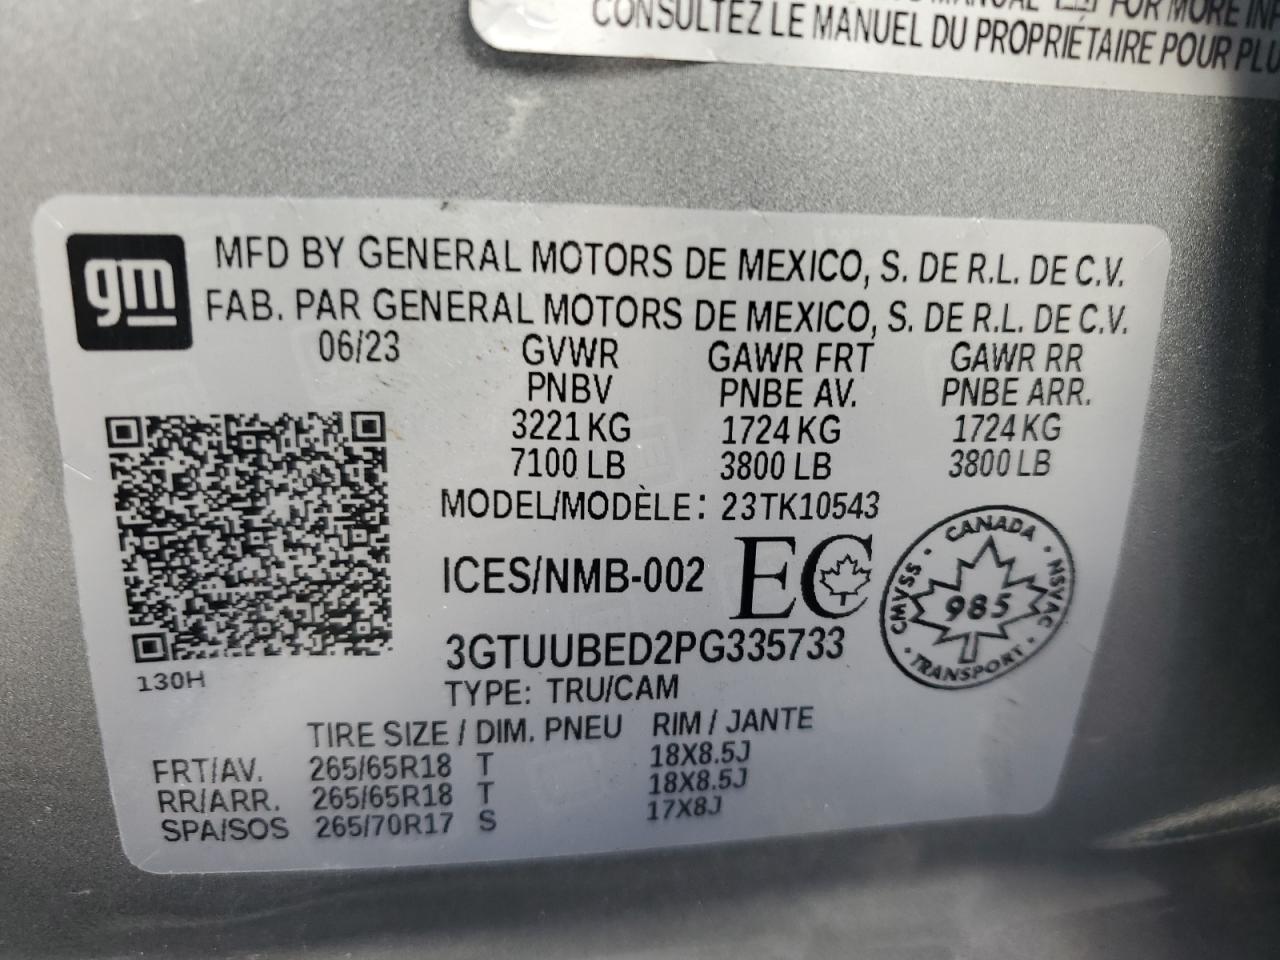 FOR MORE
CONSULTEZ LE MANUEL DU PROPRIÉTAIRE POUR
gm
MFD BY GENERAL MOTORS DE MEXICO, S. DE R.L. DE C.V.
FAB. PAR GENERAL MOTORS DE MEXICO, S. DE R.L. DE C.V.
06/23 GVWR GAWR FRT GAWR RR
PNBV PNBE AV. PNBE ARR.
3221 KG 1724 KG 1724 KG
7100 LB 3800 LB 3800 LB
MODEL/MODÈLE: 23TK10543
ICES/NMB-002 EC
CANADA
CMVSS 985 NSVAC
TRANSPORT
3GTUUBED2PG335733
130H
TYPE: TRU/CAM
TIRE SIZE / DIM. PNEU RIM / JANTE
FRT/AV. 265/65R18 T 18X8.5J
RR/ARR. 265/65R18 T 18X8.5J
SPA/SOS 265/70R17 S 17X8J